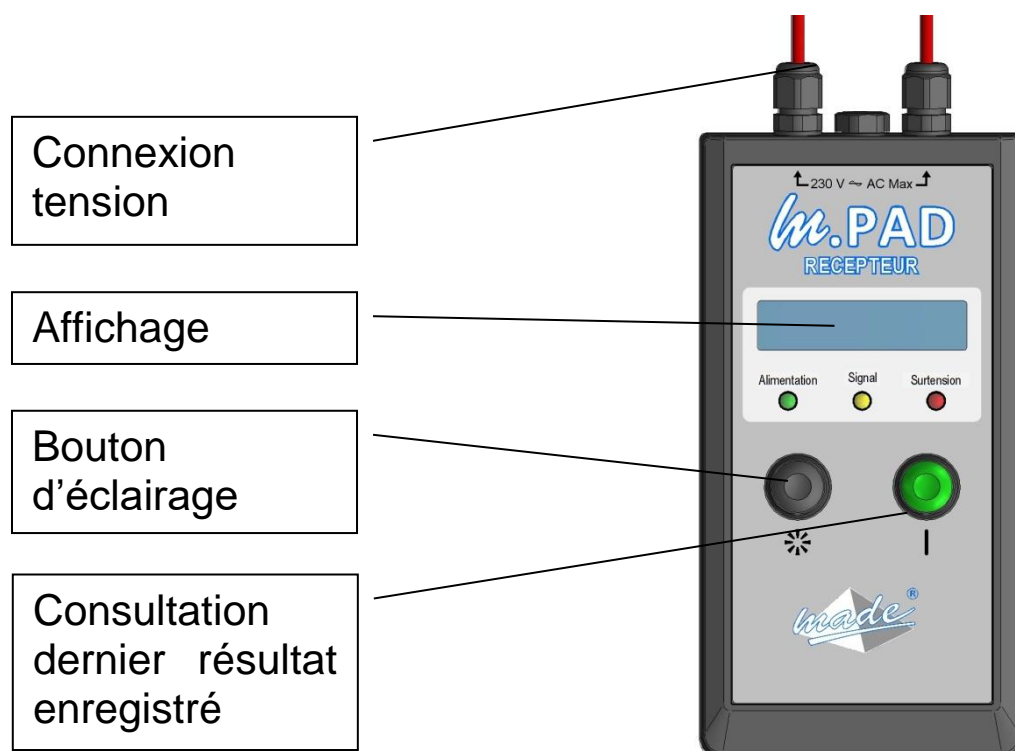 Connexion
tension
Affichage
Bouton
d'éclairage
Consultation
dernier résultat
enregistré
230 V ~ AC Max
m.PAD
RECEPTEUR
Alimentation Signal Surtension
made ®